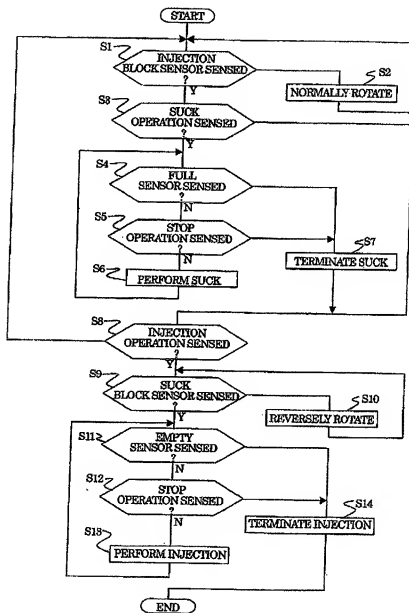 START
S1
INJECTION
BLOCK SENSOR SENSED
?
Y
S2
NORMALLY ROTATE
S3
SUCK
OPERATION SENSED
?
Y
S4
FULL
SENSOR SENSED
?
N
S5
STOP
OPERATION SENSED
?
N
S6
PERFORM SUCK
S7
TERMINATE SUCK
S8
INJECTION
OPERATION SENSED
?
Y
S9
SUCK
BLOCK SENSOR SENSED
?
Y
S10
REVERSELY ROTATE
S11
EMPTY
SENSOR SENSED
?
N
S12
STOP
OPERATION SENSED
?
N
S13
PERFORM INJECTION
S14
TERMINATE INJECTION
END